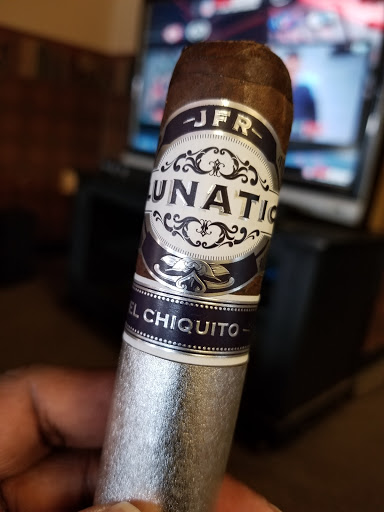 -JFR-
LUNATIC
EL CHIQUITO -